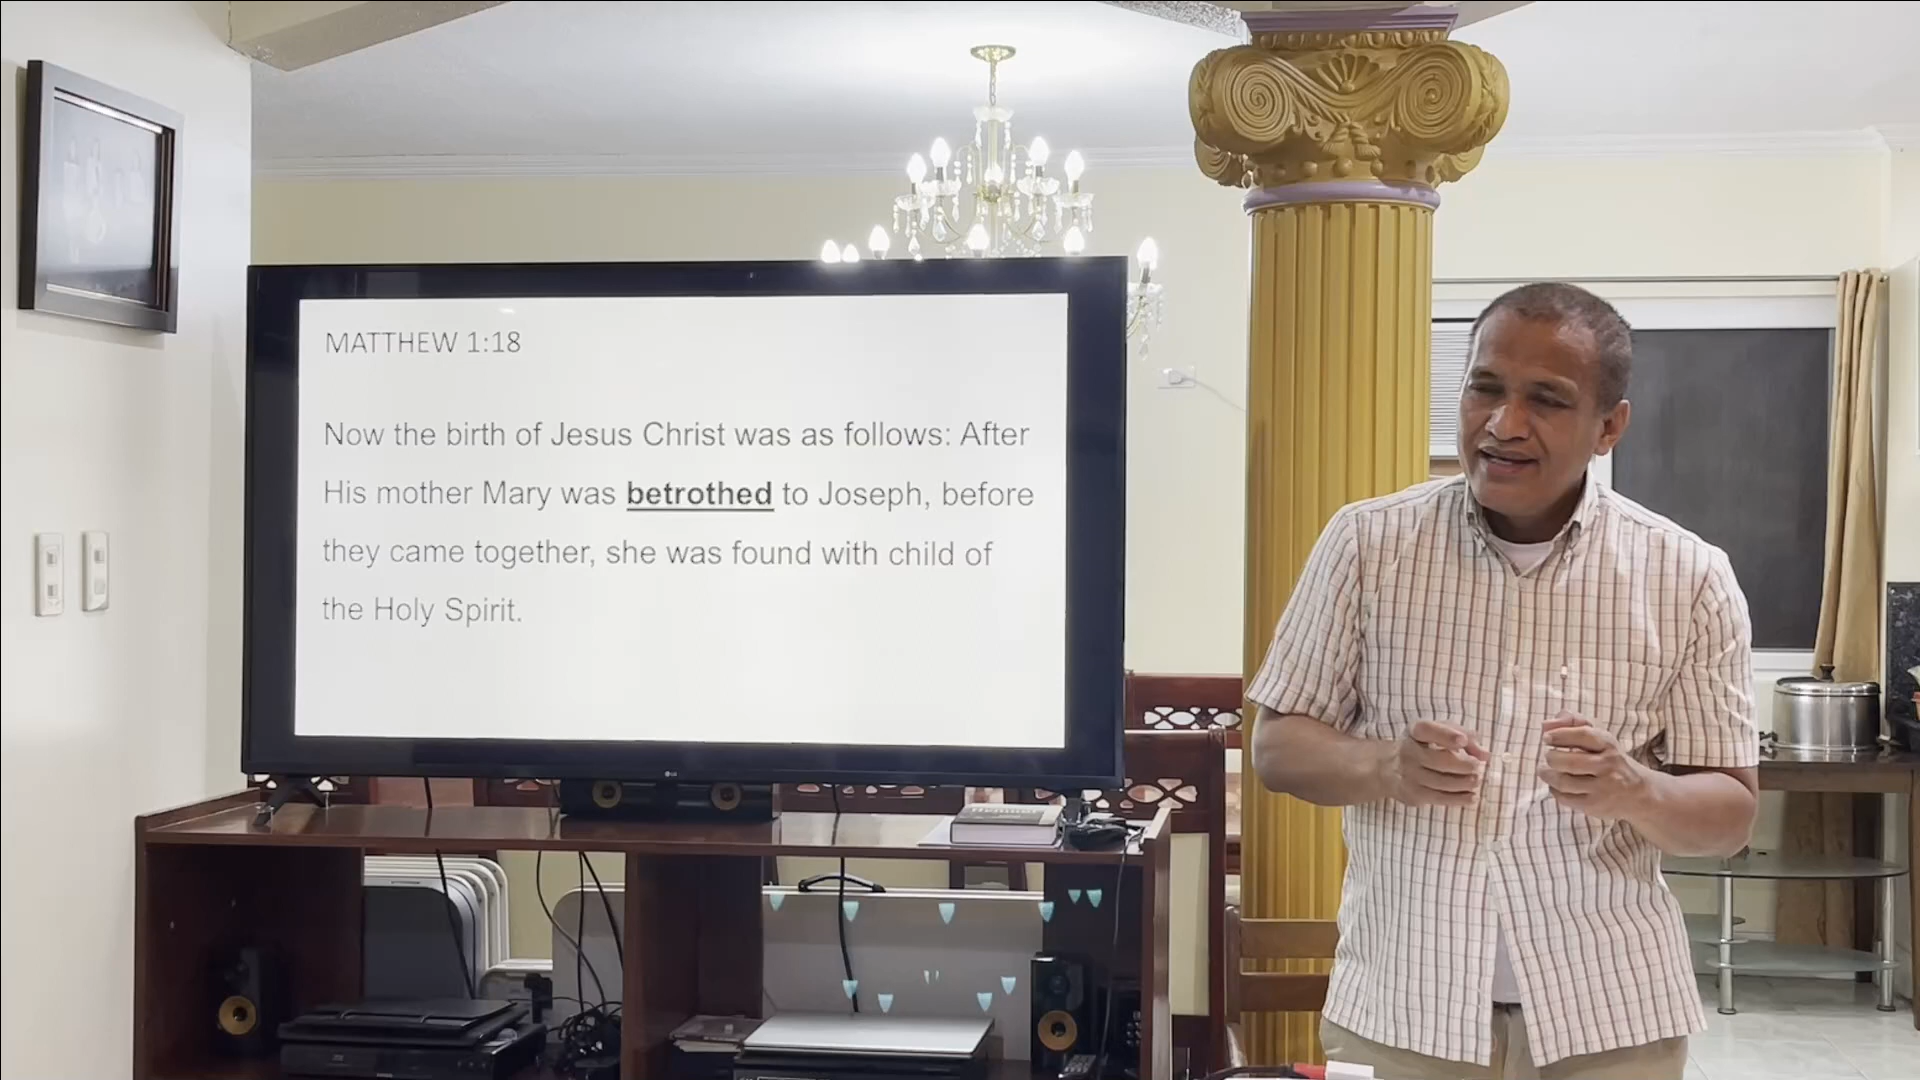 MATTHEW 1:18
Now the birth of Jesus Christ was as follows: After
His mother Mary was betrothed to Joseph, before
they came together, she was found with child of
the Holy Spirit.
LG